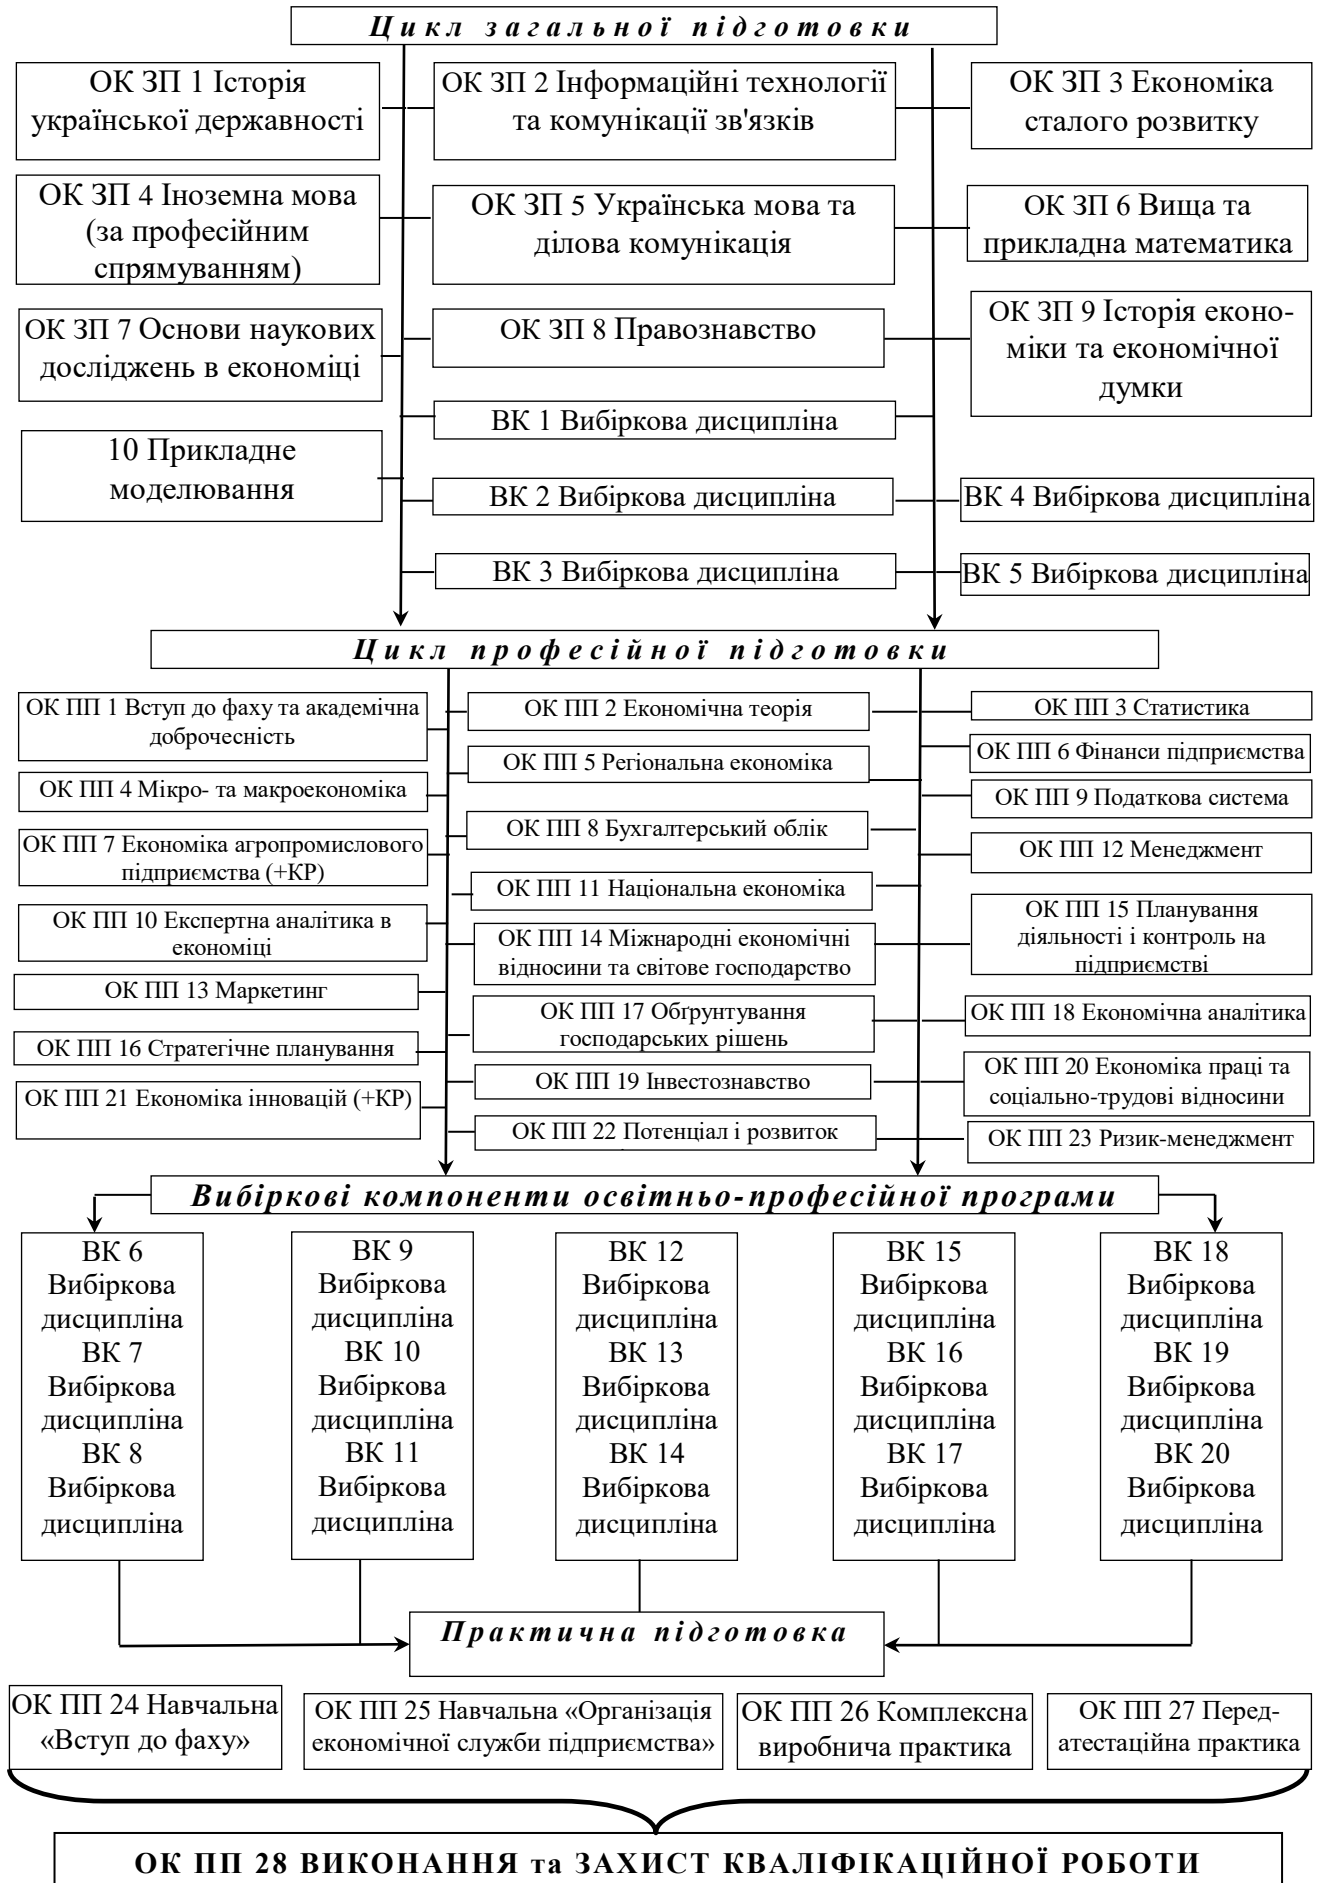 Цикл загальної підготовки
ОК ЗП 1 Історія
української державності
ОК ЗП 2 Інформаційні технології
та комунікації зв'язків
ОК ЗП 3 Економіка
сталого розвитку
ОК ЗП 4 Іноземна мова
(за професійним
спрямуванням)
ОК ЗП 5 Українська мова та
ділова комунікація
ОК ЗП 6 Вища та
прикладна математика
ОК ЗП 7 Основи наукових
досліджень в економіці
ОК ЗП 8 Правознавство
ОК ЗП 9 Історія еконо-
міки та економічної
думки
ВК 1 Вибіркова дисципліна
10 Прикладне
моделювання
ВК 2 Вибіркова дисципліна
ВК 4 Вибіркова дисципліна
ВК 3 Вибіркова дисципліна
ВК 5 Вибіркова дисципліна
Цикл професійної підготовки
ОК ПП 1 Вступ до фаху та академічна
доброчесність
ОК ПП 2 Економічна теорія
ОК ПП 3 Статистика
ОК ПП 4 Мікро- та макроекономіка
ОК ПП 5 Регіональна економіка
ОК ПП 6 Фінанси підприємства
ОК ПП 7 Економіка агропромислового
підприємства (+КР)
ОК ПП 8 Бухгалтерський облік
ОК ПП 9 Податкова система
ОК ПП 10 Експертна аналітика в
економіці
ОК ПП 11 Національна економіка
ОК ПП 12 Менеджмент
ОК ПП 13 Маркетинг
ОК ПП 14 Міжнародні економічні
відносини та світове господарство
ОК ПП 15 Планування
діяльності і контроль на
підприємстві
ОК ПП 16 Стратегічне планування
ОК ПП 17 Обґрунтування
господарських рішень
ОК ПП 18 Економічна аналітика
ОК ПП 21 Економіка інновацій (+КР)
ОК ПП 19 Інвестознавство
ОК ПП 20 Економіка праці та
соціально-трудові відносини
ОК ПП 22 Потенціал і розвиток
ОК ПП 23 Ризик-менеджмент
Вибіркові компоненти освітньо-професійної програми
ВК 6
Вибіркова
дисципліна
ВК 7
Вибіркова
дисципліна
ВК 8
Вибіркова
дисципліна
ВК 9
Вибіркова
дисципліна
ВК 10
Вибіркова
дисципліна
ВК 11
Вибіркова
дисципліна
ВК 12
Вибіркова
дисципліна
ВК 13
Вибіркова
дисципліна
ВК 14
Вибіркова
дисципліна
ВК 15
Вибіркова
дисципліна
ВК 16
Вибіркова
дисципліна
ВК 17
Вибіркова
дисципліна
ВК 18
Вибіркова
дисципліна
ВК 19
Вибіркова
дисципліна
ВК 20
Вибіркова
дисципліна
Практична підготовка
ОК ПП 24 Навчальна
«Вступ до фаху»
ОК ПП 25 Навчальна «Організація
економічної служби підприємства»
ОК ПП 26 Комплексна
виробнича практика
ОК ПП 27 Перед-
атестаційна практика
ОК ПП 28 ВИКОНАННЯ та ЗАХИСТ КВАЛІФІКАЦІЙНОЇ РОБОТИ